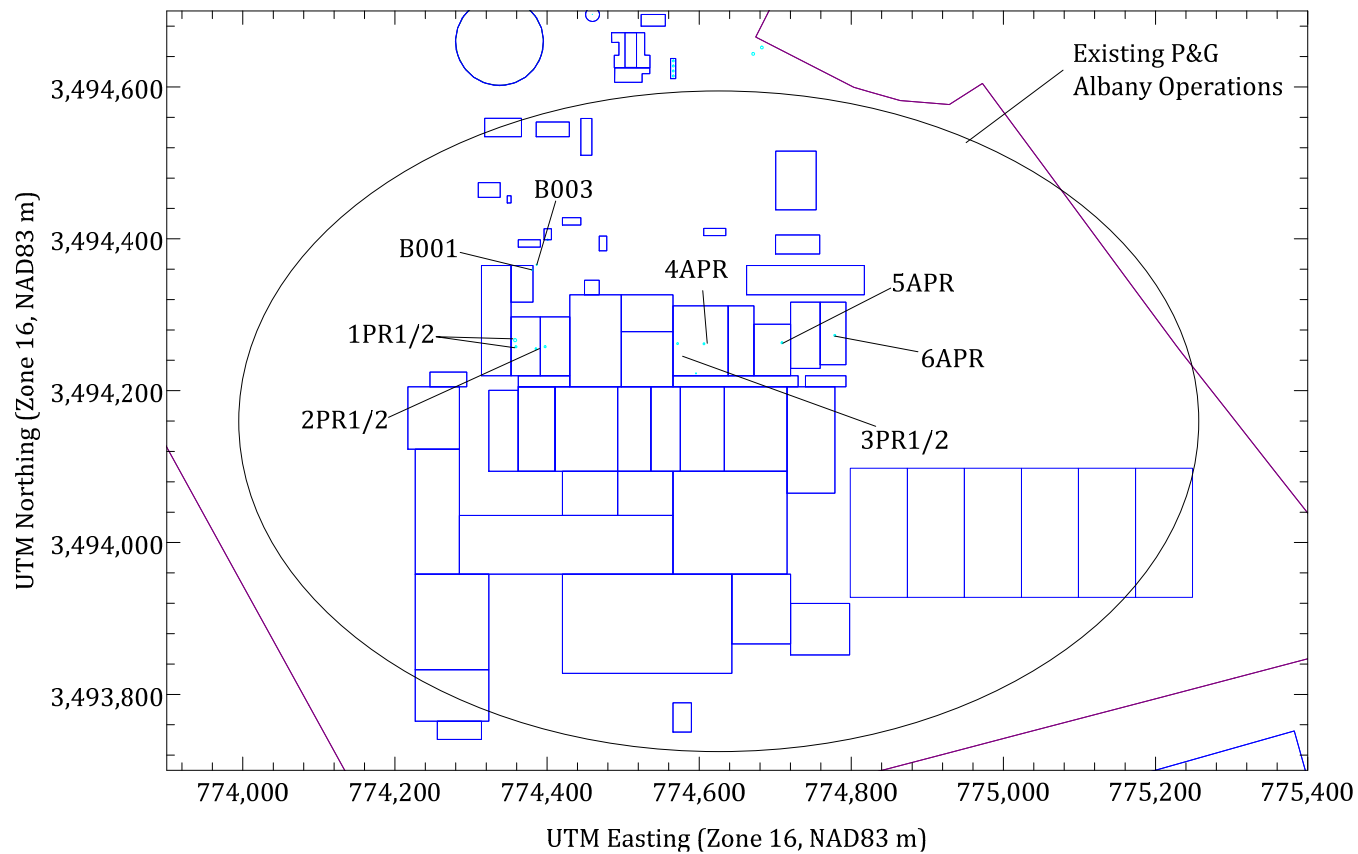 Existing P&G
Albany Operations
3,494,600
B003
B001
3,494,400
4APR
5APR
1PR1/2
6APR
3,494,200
2PR1/2
3PR1/2
3,494,000
3,493,800
UTM Northing (Zone 16, NAD83 m)
774,000
774,200
774,400
774,600
774,800
775,000
775,200
775,400
UTM Easting (Zone 16, NAD83 m)